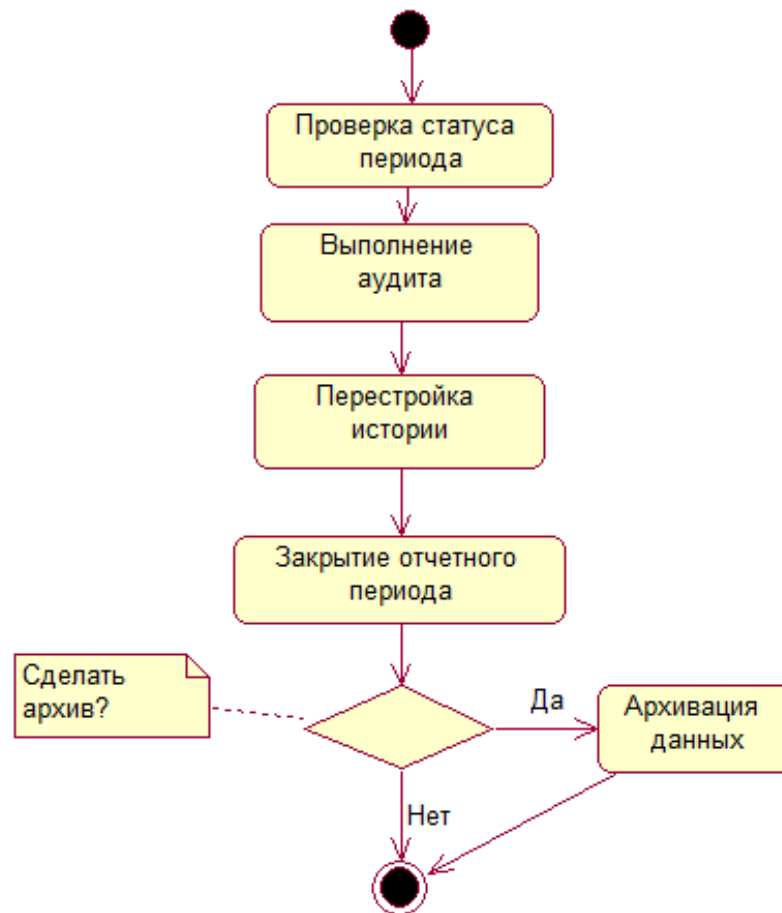 Проверка статуса
периода
Выполнение
аудита
Перестройка
истории
Закрытие отчетного
периода
Сделать
архив?
Да
Архивация
данных
Нет